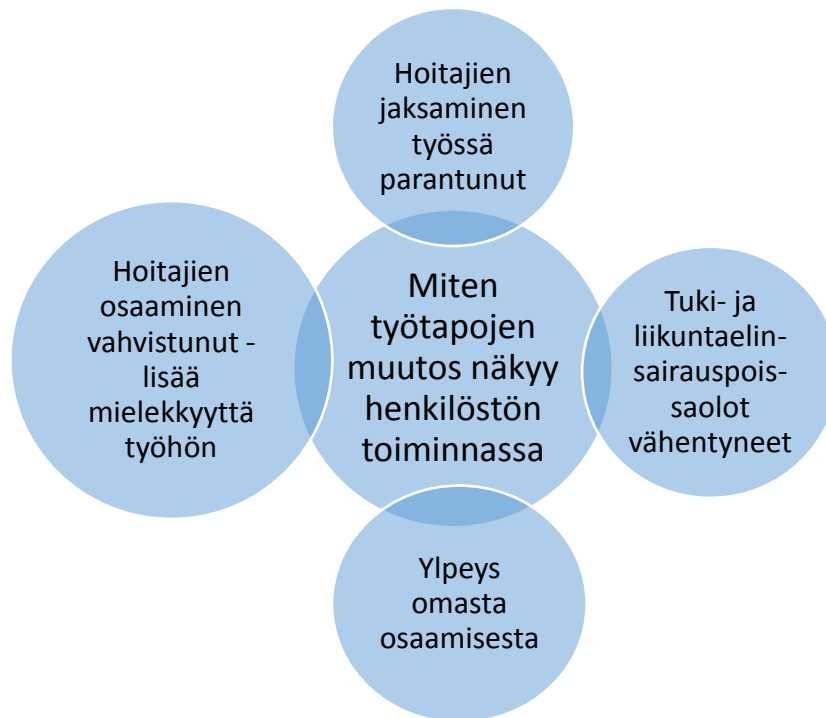 Hoitajien
jaksaminen
työssä
parantunut
Hoitajien
osaaminen
vahvistunut -
lisää
mielekkyyttä
työhön
Miten
työtapojen
muutos näkyy
henkilöstön
toiminnassa
Tuki- ja
liikuntaelin-
sairauspois-
saolot
vähentyneet
Ylpeys
omasta
osaamisesta